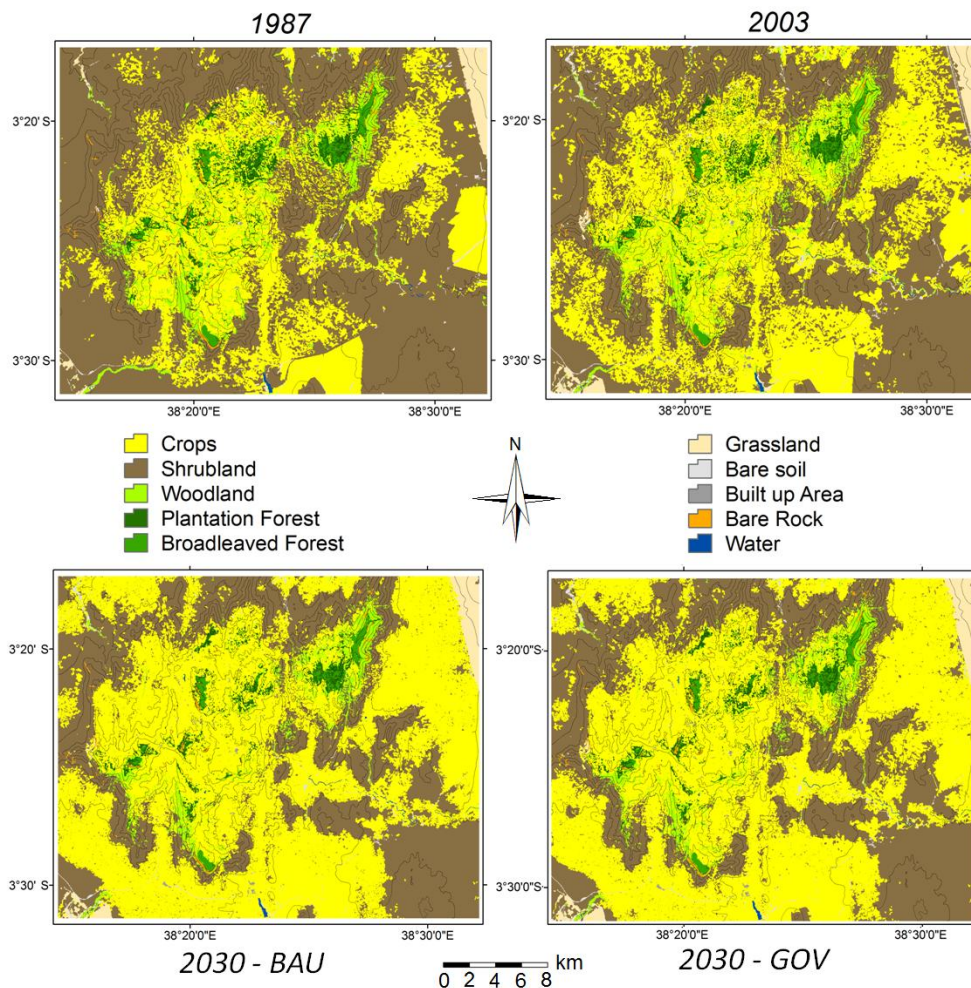 1987
2003
3°20' S
3°20' S
3°30' S
3°30' S
38°20'0"E
38°30'0"E
38°20'0"E
38°30'0"E
Crops
Shrubland
Woodland
Plantation Forest
Broadleaved Forest
N
Grassland
Bare soil
Built up Area
Bare Rock
Water
3°20' S
3°20'0"S
3°30' S
3°30'0"S
38°20'0"E
38°30'0"E
38°20'0"E
38°30'0"E
2030 - BAU
km
0 2 4 6 8
2030 - GOV